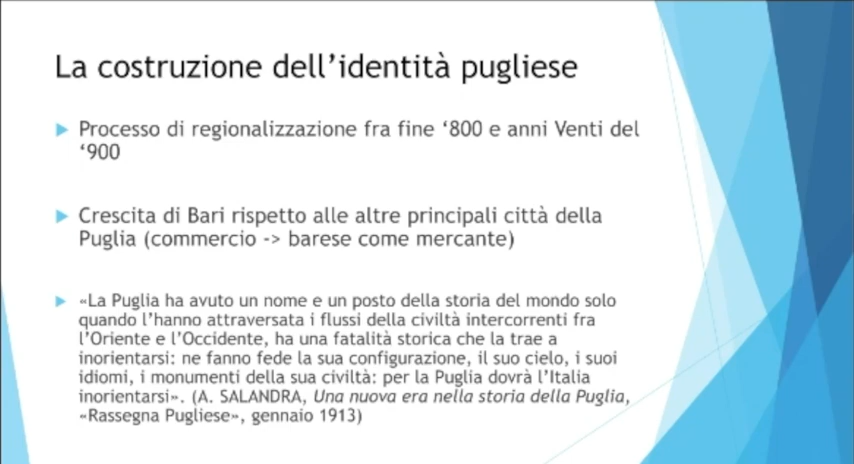 La costruzione dell’identità pugliese
Processo di regionalizzazione fra fine ‘800 e anni Venti del
‘900
Crescita di Bari rispetto alle altre principali città della
Puglia (commercio -> barese come mercante)
«La Puglia ha avuto un nome e un posto della storia del mondo solo
quando l’hanno attraversata i flussi della civiltà intercorrenti fra
l’Oriente e l’Occidente, ha una fatalità storica che la trae a
inorientarsi: ne fanno fede la sua configurazione, il suo cielo, i suoi
idiomi, i monumenti della sua civiltà: per la Puglia dovrà l’Italia
inorientarsi». (A. SALANDRA, Una nuova era nella storia della Puglia,
«Rassegna Pugliese», gennaio 1913)